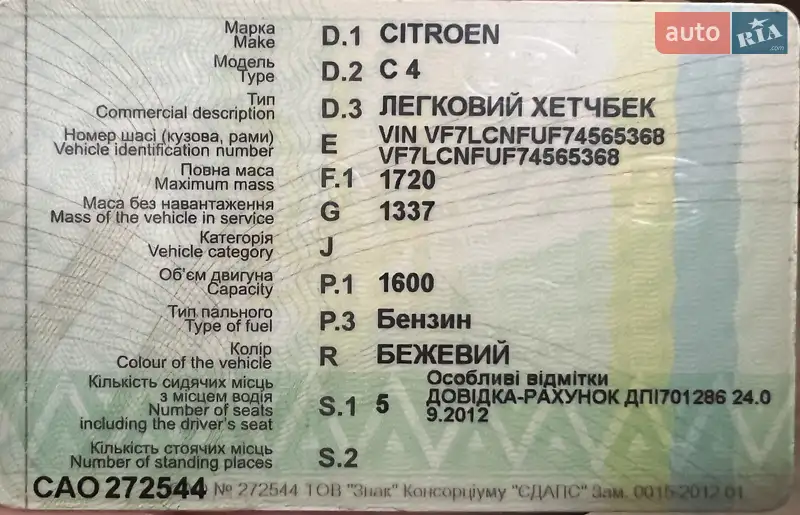 auto RIA .com
Марка
Make D.1 CITROEN
Модель
Type D.2 C 4
Тип
Commercial description D.3 ЛЕГКОВИЙ ХЕТЧБЕК
Номер шасі (кузова, рами)
Vehicle identification number E VIN VF7LCNFUF74565368
VF7LCNFUF74565368
Повна маса
Maximum mass F.1 1720
Маса без навантаження
Mass of the vehicle in service G 1337
Категорія
Vehicle category J
Об'єм двигуна
Capacity P.1 1600
Тип пального
Type of fuel P.3 Бензин
Колір
Colour of the vehicle R БЕЖЕВИЙ
Кількість сидячих місць
з місцем водія
Number of seats
including the driver's seat S.1 5
Особливі відмітки
ДОВІДКА-РАХУНОК ДПІ701286 24.0
9.2012
Кількість стоячих місць
Number of standing places S.2
САО 272544 № 272544 ТОВ "Знак" Консорціуму "ЄДАПС" Зам. 0015-2012 01